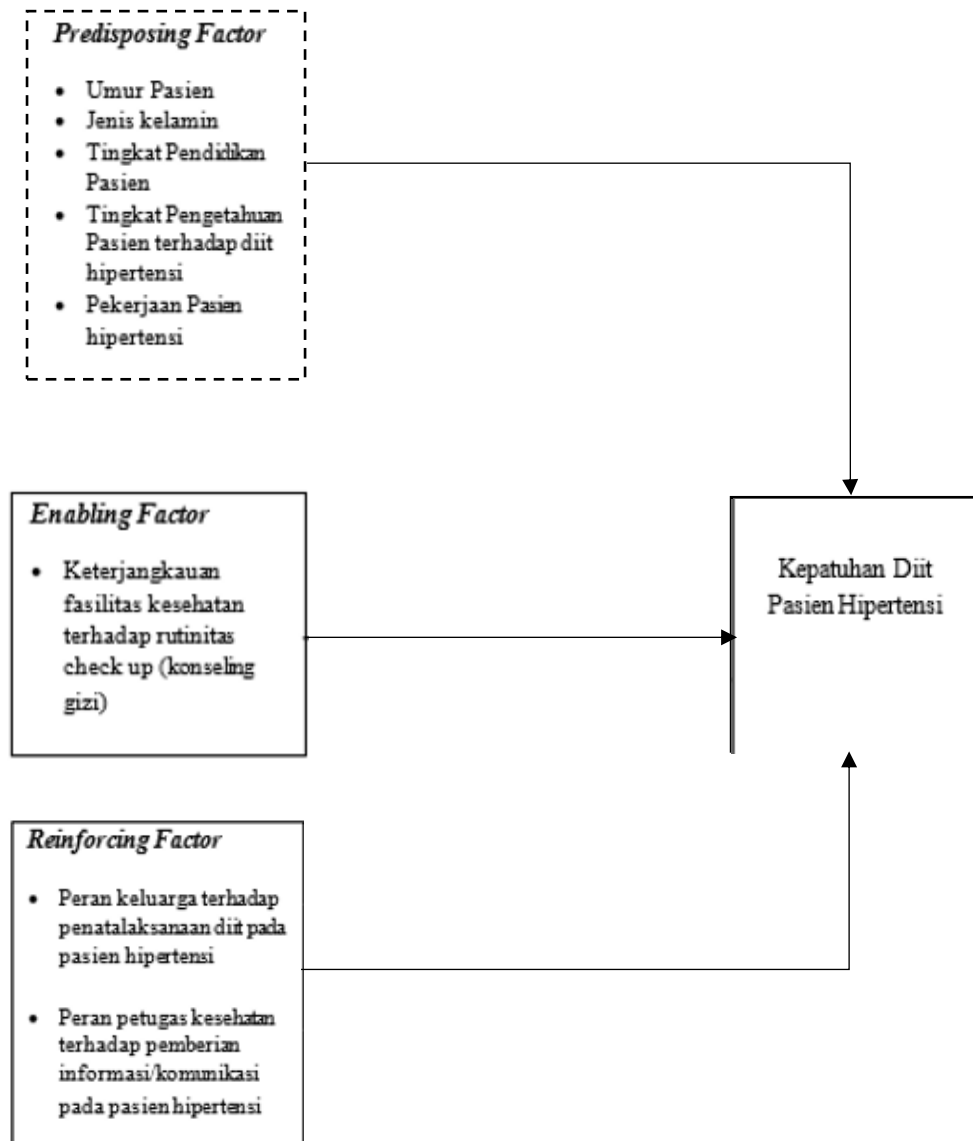 Predisposing Factor
• Umur Pasien
• Jenis kelamin
• Tingkat Pendidikan
Pasien
• Tingkat Pengetahuan
Pasien terhadap diit
hipertensi
• Pekerjaan Pasien
hipertensi
Enabling Factor
• Keterjangkauan
fasilitas kesehatan
terhadap rutinitas
check up (konseling
gizi)
Kepatuhan Diit
Pasien Hipertensi
Reinforcing Factor
• Peran keluarga terhadap
penatalaksanaan diit pada
pasien hipertensi
• Peran petugas kesehatan
terhadap pemberian
informasi/komunikasi
pada pasien hipertensi